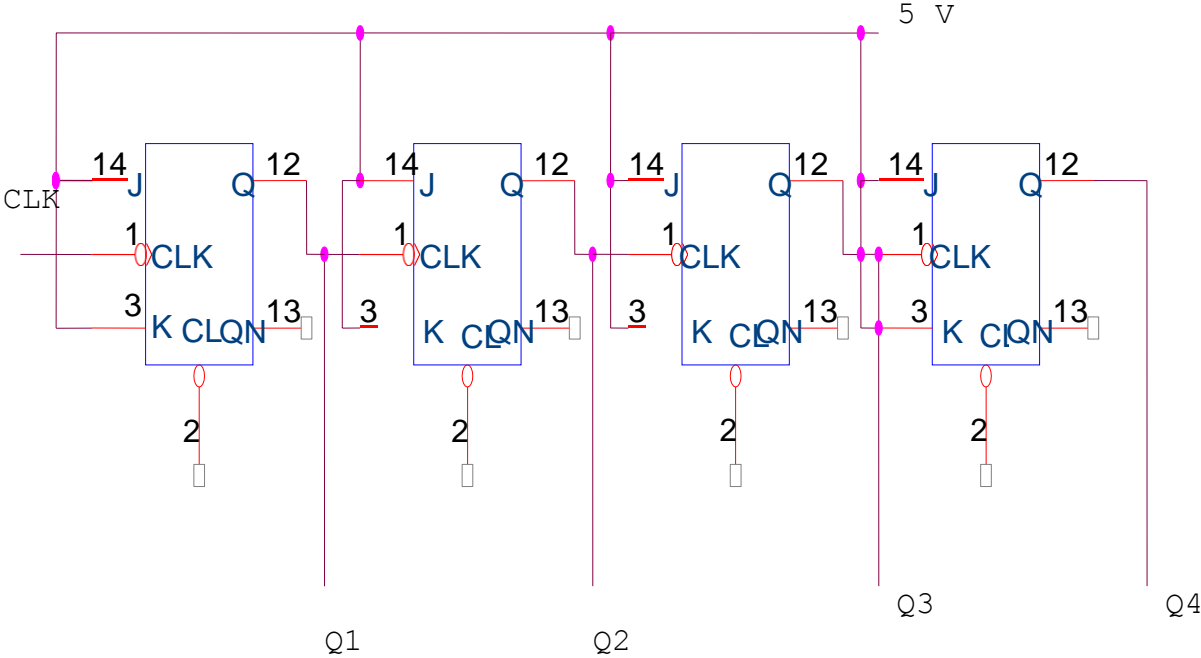 5 V
14 J Q 12 14 J Q 12 14 J Q 12 14 J Q 12
CLK
1 CLK 1 CLK 1 CLK 1 CLK
3 K CL QN 13 3 K CL QN 13 3 K CL QN 13 3 K CL QN 13
2 2 2 2
Q3 Q4
Q1 Q2